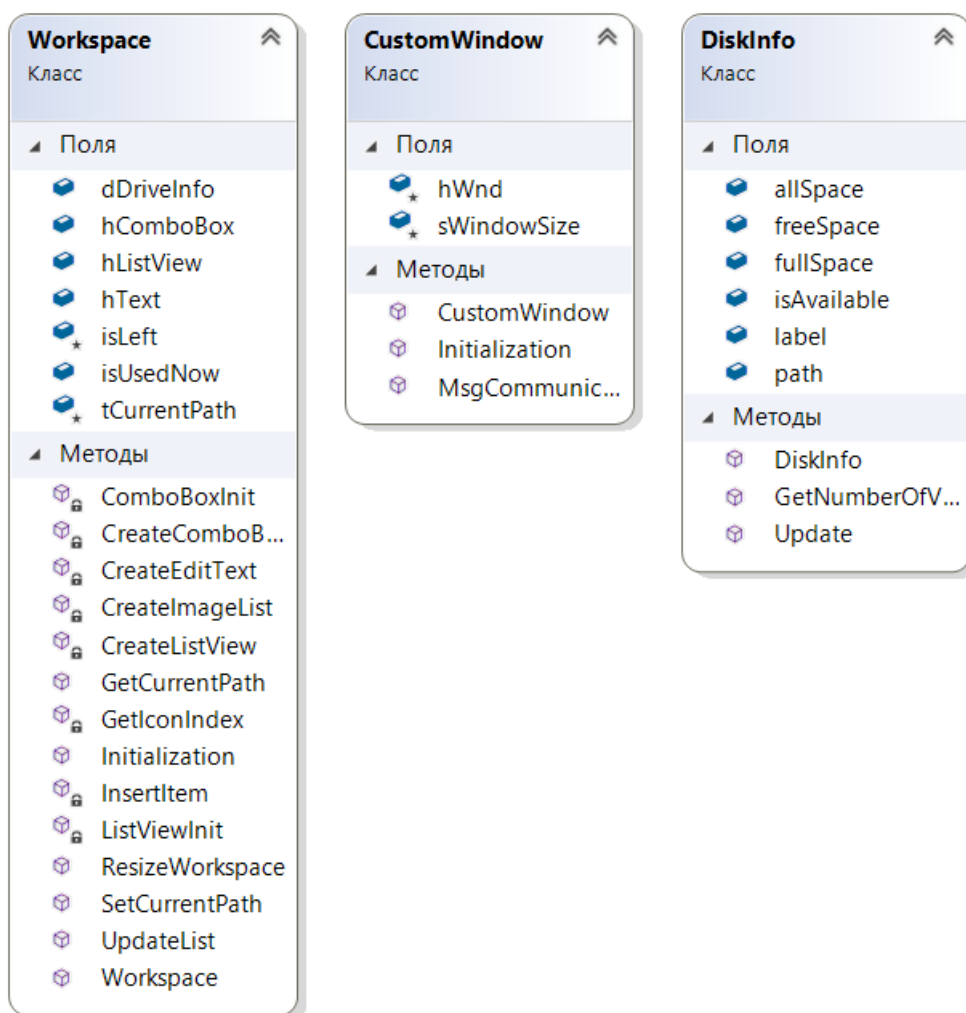 Workspace
Класс
Поля
dDriveInfo
hComboBox
hListView
hText
isLeft
isUsedNow
tCurrentPath
Методы
ComboBoxInit
CreateComboB...
CreateEditText
CreateImageList
CreateListView
GetCurrentPath
GetIconIndex
Initialization
InsertItem
ListViewInit
ResizeWorkspace
SetCurrentPath
UpdateList
Workspace
CustomWindow
Класс
Поля
hWnd
sWindowSize
Методы
CustomWindow
Initialization
MsgCommunic...
DiskInfo
Класс
Поля
allSpace
freeSpace
fullSpace
isAvailable
label
path
Методы
DiskInfo
GetNumberOfV...
Update